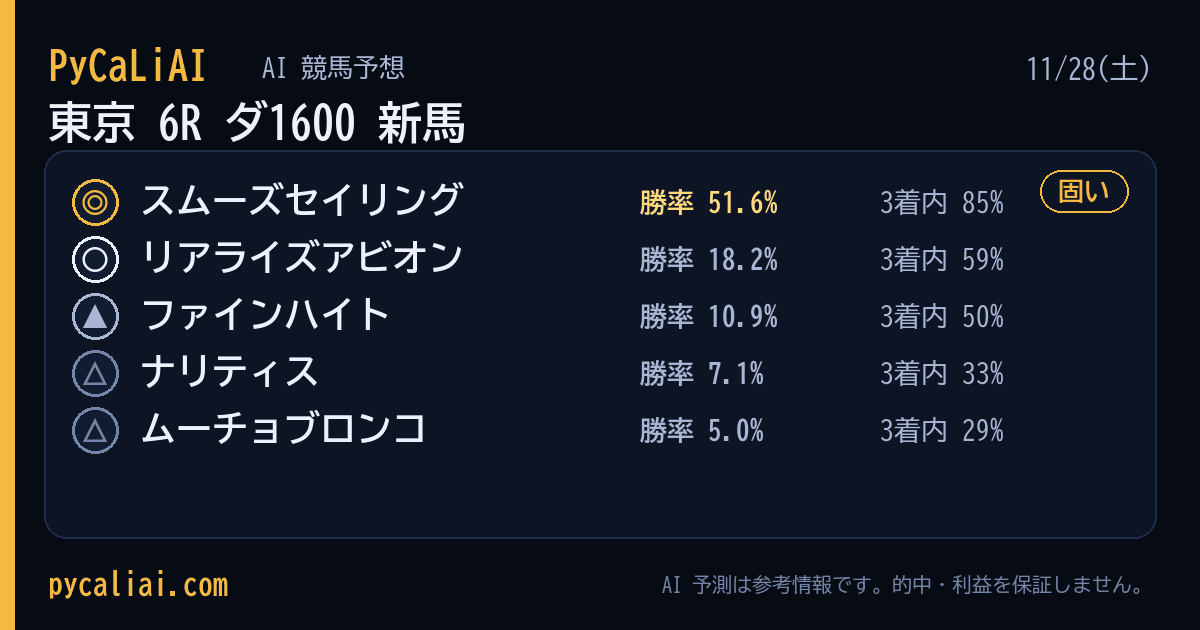 PyCaLiAI AI 競馬予想 11/28(土)
東京 6R ダ1600 新馬
◎ スムーズセイリング 勝率 51.6% 3着内 85% 固い
○ リアライズアビオン 勝率 18.2% 3着内 59%
▲ ファインハイト 勝率 10.9% 3着内 50%
△ ナリティス 勝率 7.1% 3着内 33%
△ ムーチョブロンコ 勝率 5.0% 3着内 29%
pycaliai.com AI 予測は参考情報です。的中・利益を保証しません。